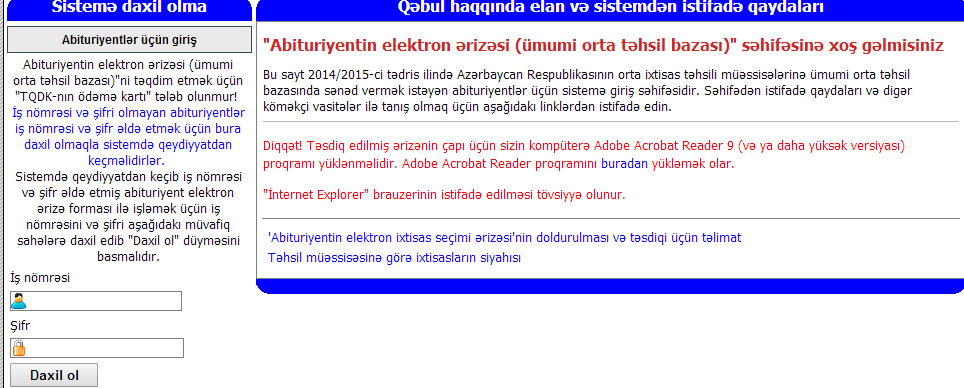 Sistemə daxil olma
Abituriyentlər üçün giriş
Abituriyentin elektron ərizəsi (ümumi
orta təhsil bazası)"ni təqdim etmək üçün
"TQDK-nın ödəmə kartı" tələb olunmur!
İş nömrəsi və şifri olmayan abituriyentlər
iş nömrəsi və şifr əldə etmək üçün bura
daxil olmaqla sistemdə qeydiyyatdan
keçməlidirlər.
Sistemdə qeydiyyatdan keçib iş nömrəsi
və şifr əldə etmiş abituriyent elektron
ərizə forması ilə işləmək üçün iş
nömrəsini və şifri aşağıdakı müvafiq
sahələrə daxil edib "Daxil ol" düyməsini
basmalıdır.
İş nömrəsi
Şifr
Daxil ol
Qəbul haqqında elan və sistemdən istifadə qaydaları
"Abituriyentin elektron ərizəsi (ümumi orta təhsil bazası)" səhifəsinə xoş gəlmisiniz
Bu sayt 2014/2015-ci tədris ilində Azərbaycan Respublikasının orta ixtisas təhsili müəssisələrinə ümumi orta təhsil
bazasında sənəd vermək istəyən abituriyentlər üçün sistemə giriş səhifəsidir. Səhifədən istifadə qaydaları və digər
köməkçi vasitələr ilə tanış olmaq üçün aşağıdakı linklərdən istifadə edin.
Diqqət! Təsdiq edilmiş ərizənin çapı üçün sizin kompüterə Adobe Acrobat Reader 9 (və ya daha yüksək versiyası)
proqramı yüklənməlidir. Adobe Acrobat Reader proqramını buradan yükləmək olar.
"İnternet Explorer" brauzerinin istifadə edilməsi tövsiyyə olunur.
'Abituriyentin elektron ixtisas seçimi ərizəsi'nin doldurulması və təsdiqi üçün təlimat
Təhsil müəssisəsinə görə ixtisasların siyahısı